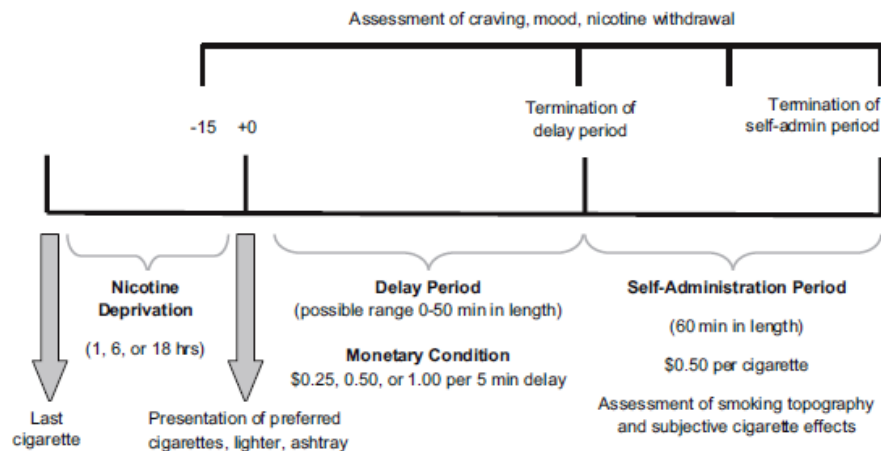 Assessment of craving, mood, nicotine withdrawal
-15 +0
Termination of
delay period
Termination of
self-admin period
Nicotine
Deprivation
(1, 6, or 18 hrs)
Delay Period
(possible range 0-50 min in length)
Monetary Condition
$0.25, 0.50, or 1.00 per 5 min delay
Self-Administration Period
(60 min in length)
$0.50 per cigarette
Assessment of smoking topography
and subjective cigarette effects
Last
cigarette
Presentation of preferred
cigarettes, lighter, ashtray